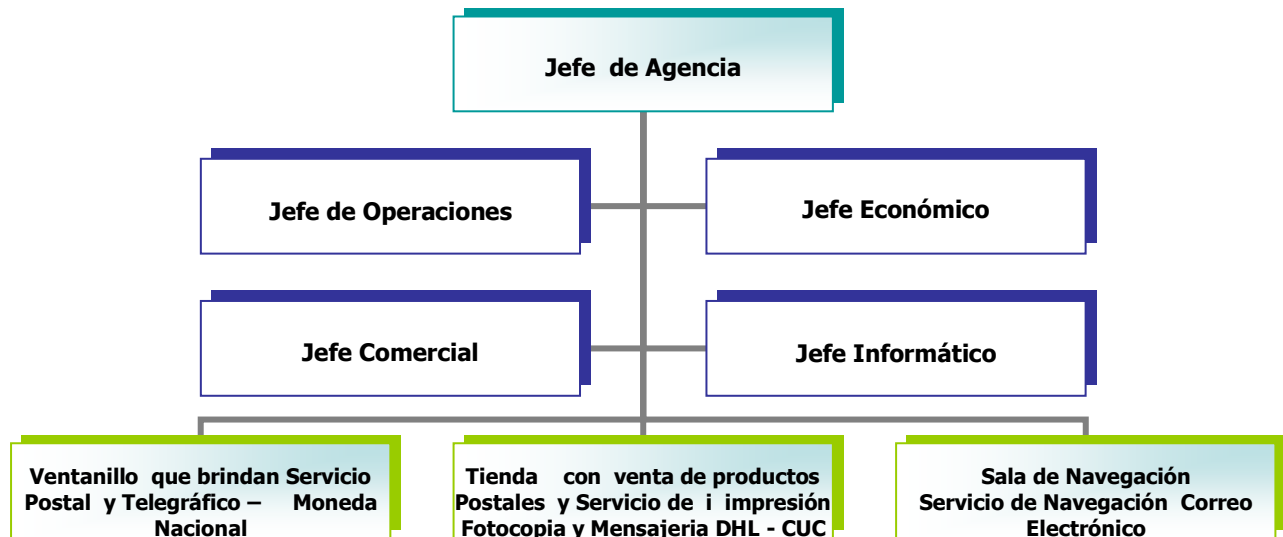 Jefe de Agencia
Jefe de Operaciones
Jefe Económico
Jefe Comercial
Jefe Informático
Ventanillo que brindan Servicio
Postal y Telegráfico – Moneda
Nacional
Tienda con venta de productos
Postales y Servicio de i impresión
Fotocopia y Mensajeria DHL - CUC
Sala de Navegación
Servicio de Navegación Correo
Electrónico